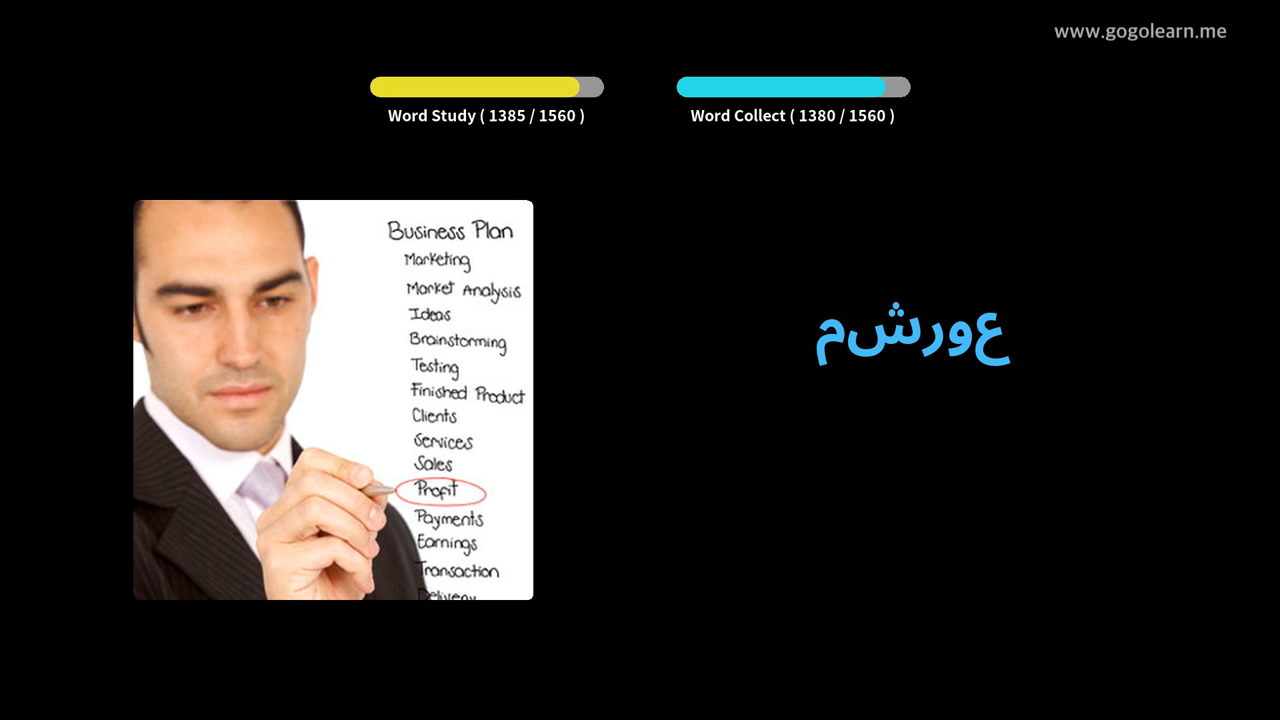 www.gogolearn.me
Word Study ( 1385 / 1560 )
Word Collect ( 1380 / 1560 )
Business Plan
Marketing
Market Analysis
Ideas
Brainstorming
Testing
Finished Product
Clients
Services
Sales
Profit
Payments
Earnings
Transaction
Delivery
مشروع